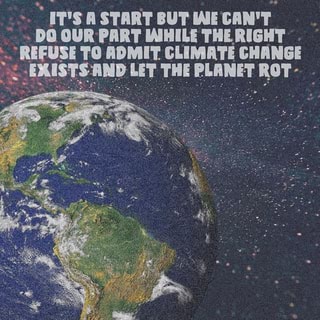 IT'S A START BUT WE CAN'T
DO OUR PART WHILE THE RIGHT
REFUSE TO ADMIT CLIMATE CHANGE
EXISTS AND LET THE PLANET ROT